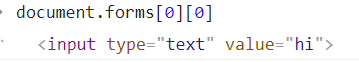 document.forms[0][0]
<input type="text" value="hi">